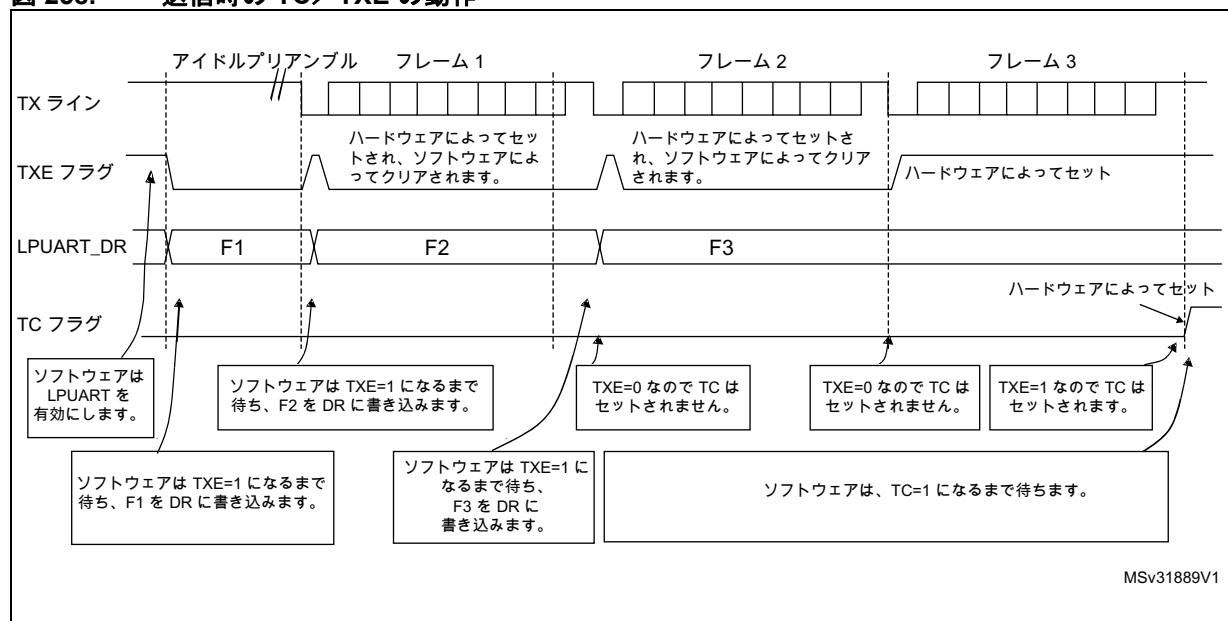 アイドルプリアンブル フレーム 1 フレーム 2 フレーム 3
TX ライン
ハードウェアによってセッ
トされ、ソフトウェアによ
ってクリアされます。
ハードウェアによってセットさ
れ、ソフトウェアによってクリア
されます。
TXE フラグ
ハードウェアによってセット
LPUART_DR F1 F2 F3
ハードウェアによってセット
TC フラグ
ソフトウェアは
LPUART を
有効にします。
ソフトウェアは TXE=1 になるまで
待ち、F2 を DR に書き込みます。
TXE=0 なので TC は
セットされません。
TXE=0 なので TC は
セットされません。
TXE=1 なので TC は
セットされます。
ソフトウェアは TXE=1 になるまで
待ち、F1 を DR に書き込みます。
ソフトウェアは TXE=1 に
なるまで待ち、
F3 を DR に
書き込みます。
ソフトウェアは、TC=1 になるまで待ちます。
MSv31889V1